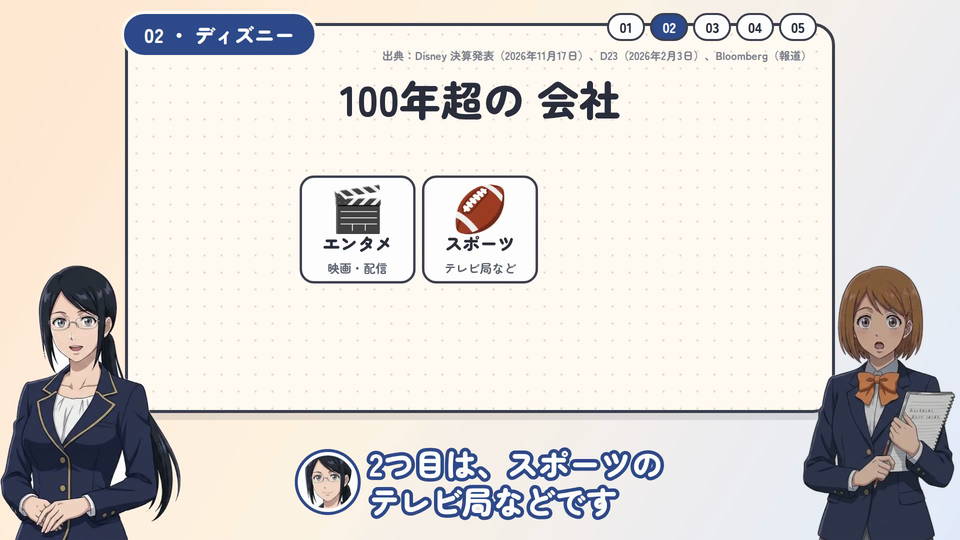 02 ・ ディズニー
01 02 03 04 05
出典：Disney 決算発表（2026年11月17日）、D23（2026年2月3日）、Bloomberg（報道）
100年超の 会社
エンタメ
映画・配信
スポーツ
テレビ局など
2つ目は、スポーツの
テレビ局などです